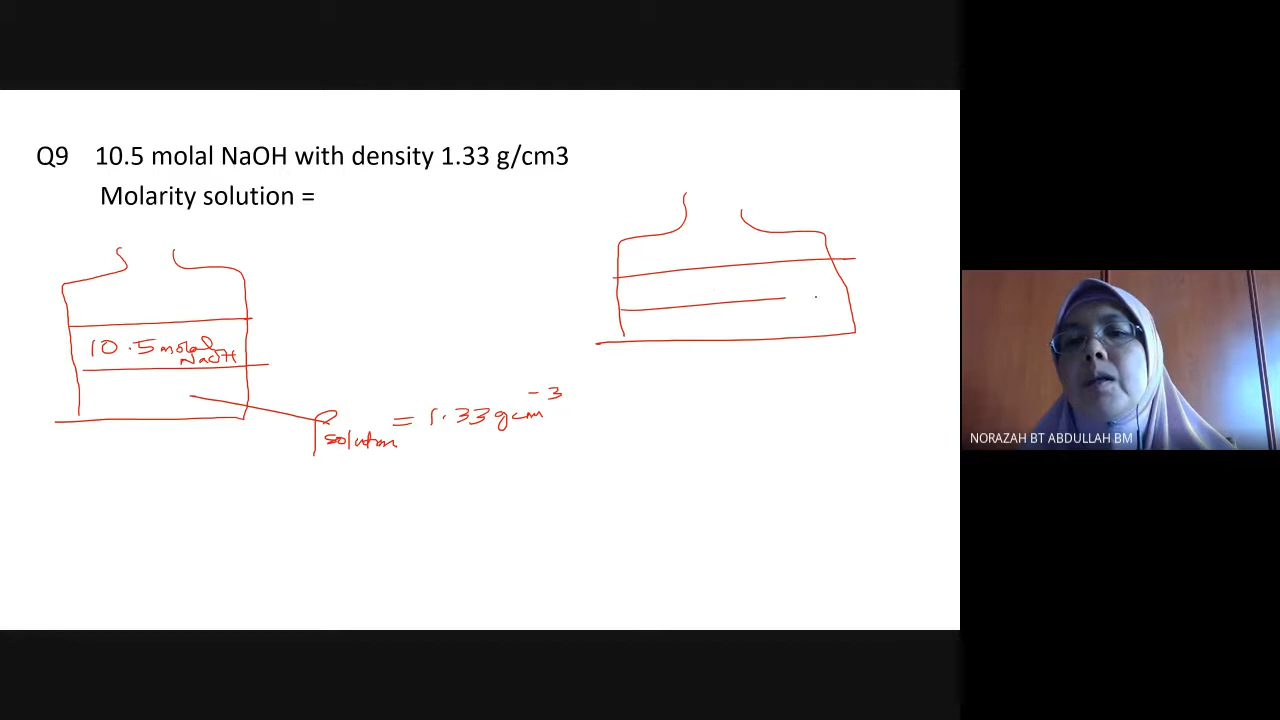 Q9 10.5 molal NaOH with density 1.33 g/cm3
Molarity solution =
10.5 molal
NaOH
ρsolution = 1.33 gcm⁻³
NORAZAH BT ABDULLAH BM